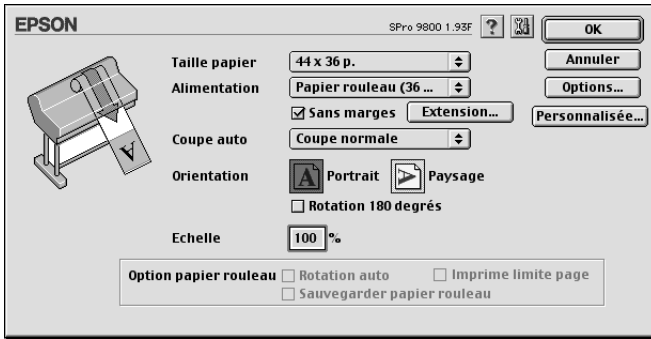 EPSON
SPro 9800 1.93F ?
OK
Taille papier 44 x 36 p.
Annuler
Alimentation Papier rouleau (36 ...
Options...
Sans marges Extension...
Personnalisée...
Coupe auto Coupe normale
Orientation A Portrait A Paysage
Rotation 180 degrés
Echelle 100 %
Option papier rouleau Rotation auto Imprime limite page
Sauvegarder papier rouleau
A